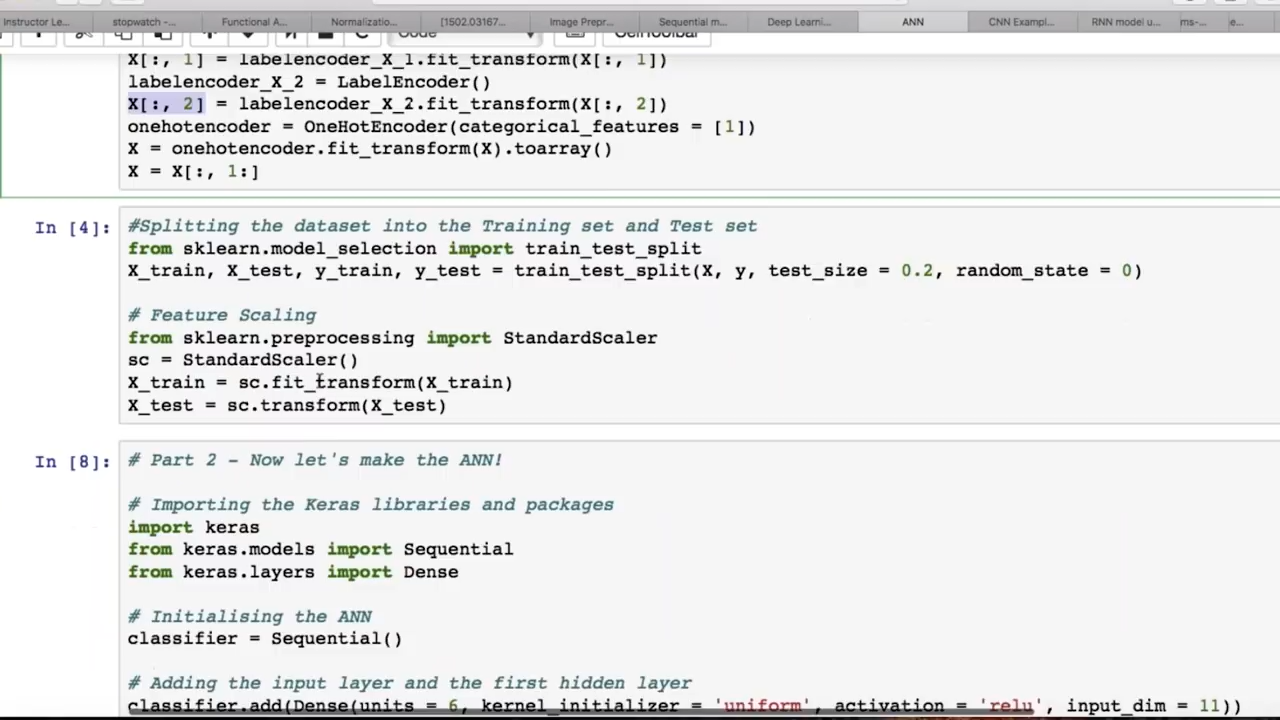 Instructor Le...
stopwatch -...
Functional A...
Normalizatio...
[1502.03167...
Image Prepr...
Sequential m...
Deep Learni...
ANN
CNN Exampl...
RNN model u...
ms-...
e...
Code
CellToolbar
X[:, 1] = labelencoder_X_1.fit_transform(X[:, 1])
labelencoder_X_2 = LabelEncoder()
X[:, 2] = labelencoder_X_2.fit_transform(X[:, 2])
onehotencoder = OneHotEncoder(categorical_features = [1])
X = onehotencoder.fit_transform(X).toarray()
X = X[:, 1:]
In [4]:
#Splitting the dataset into the Training set and Test set
from sklearn.model_selection import train_test_split
X_train, X_test, y_train, y_test = train_test_split(X, y, test_size = 0.2, random_state = 0)
# Feature Scaling
from sklearn.preprocessing import StandardScaler
sc = StandardScaler()
X_train = sc.fit_transform(X_train)
X_test = sc.transform(X_test)
In [8]:
# Part 2 - Now let's make the ANN!
# Importing the Keras libraries and packages
import keras
from keras.models import Sequential
from keras.layers import Dense
# Initialising the ANN
classifier = Sequential()
# Adding the input layer and the first hidden layer
classifier.add(Dense(units = 6, kernel_initializer = 'uniform', activation = 'relu', input_dim = 11))